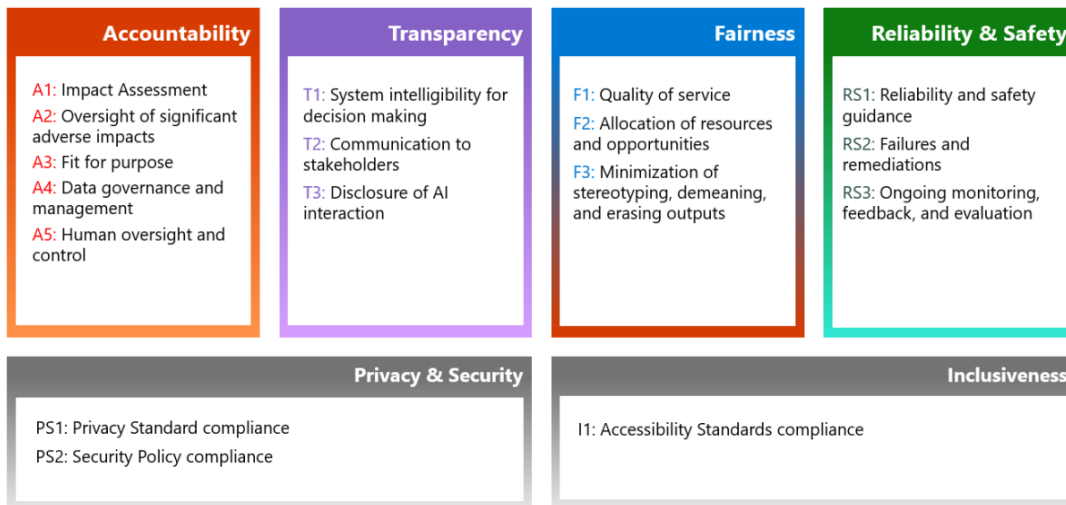 Accountability
A1: Impact Assessment
A2: Oversight of significant
adverse impacts
A3: Fit for purpose
A4: Data governance and
management
A5: Human oversight and
control
Transparency
T1: System intelligibility for
decision making
T2: Communication to
stakeholders
T3: Disclosure of AI
interaction
Fairness
F1: Quality of service
F2: Allocation of resources
and opportunities
F3: Minimization of
stereotyping, demeaning,
and erasing outputs
Reliability & Safety
RS1: Reliability and safety
guidance
RS2: Failures and
remediations
RS3: Ongoing monitoring,
feedback, and evaluation
Privacy & Security
PS1: Privacy Standard compliance
PS2: Security Policy compliance
Inclusiveness
I1: Accessibility Standards compliance